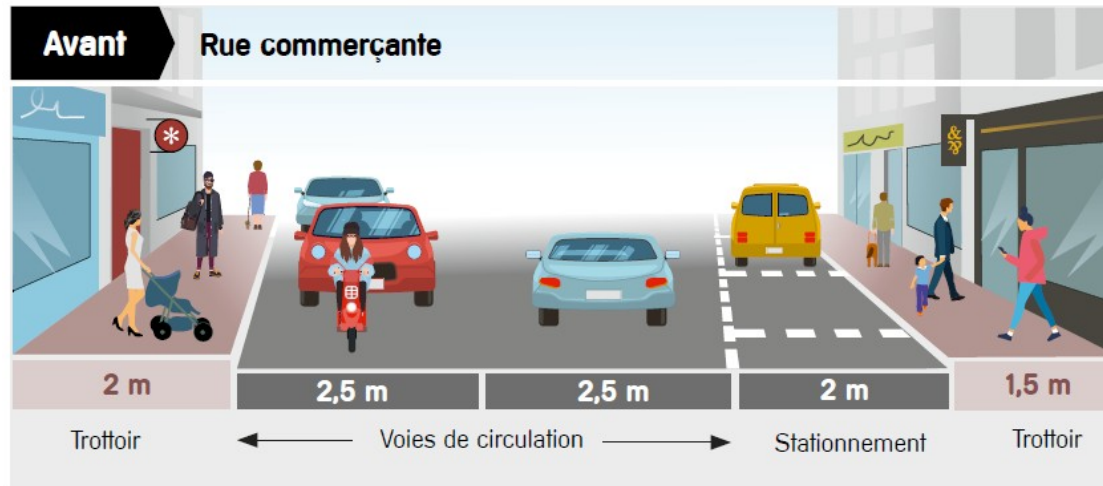 Avant
Rue commerçante
2 m
2,5 m
2,5 m
2 m
1,5 m
Trottoir
Voies de circulation
Stationnement
Trottoir